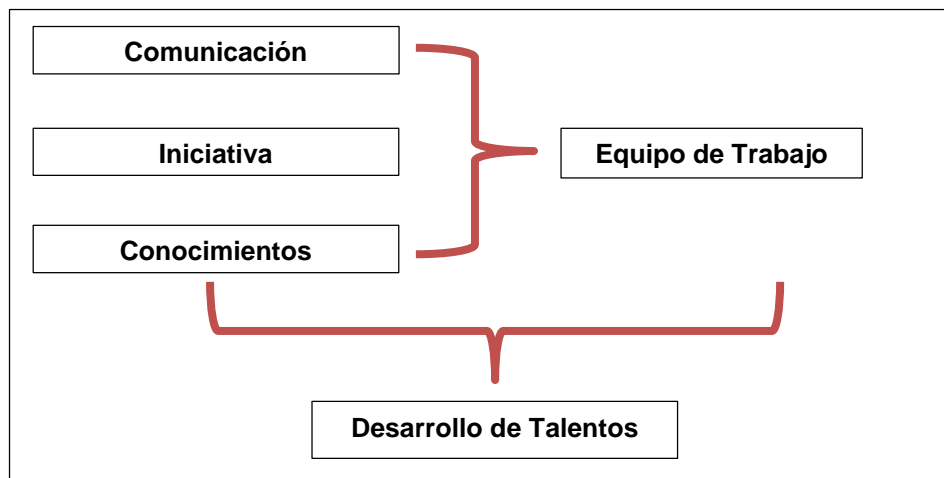 Comunicación
Iniciativa
Equipo de Trabajo
Conocimientos
Desarrollo de Talentos